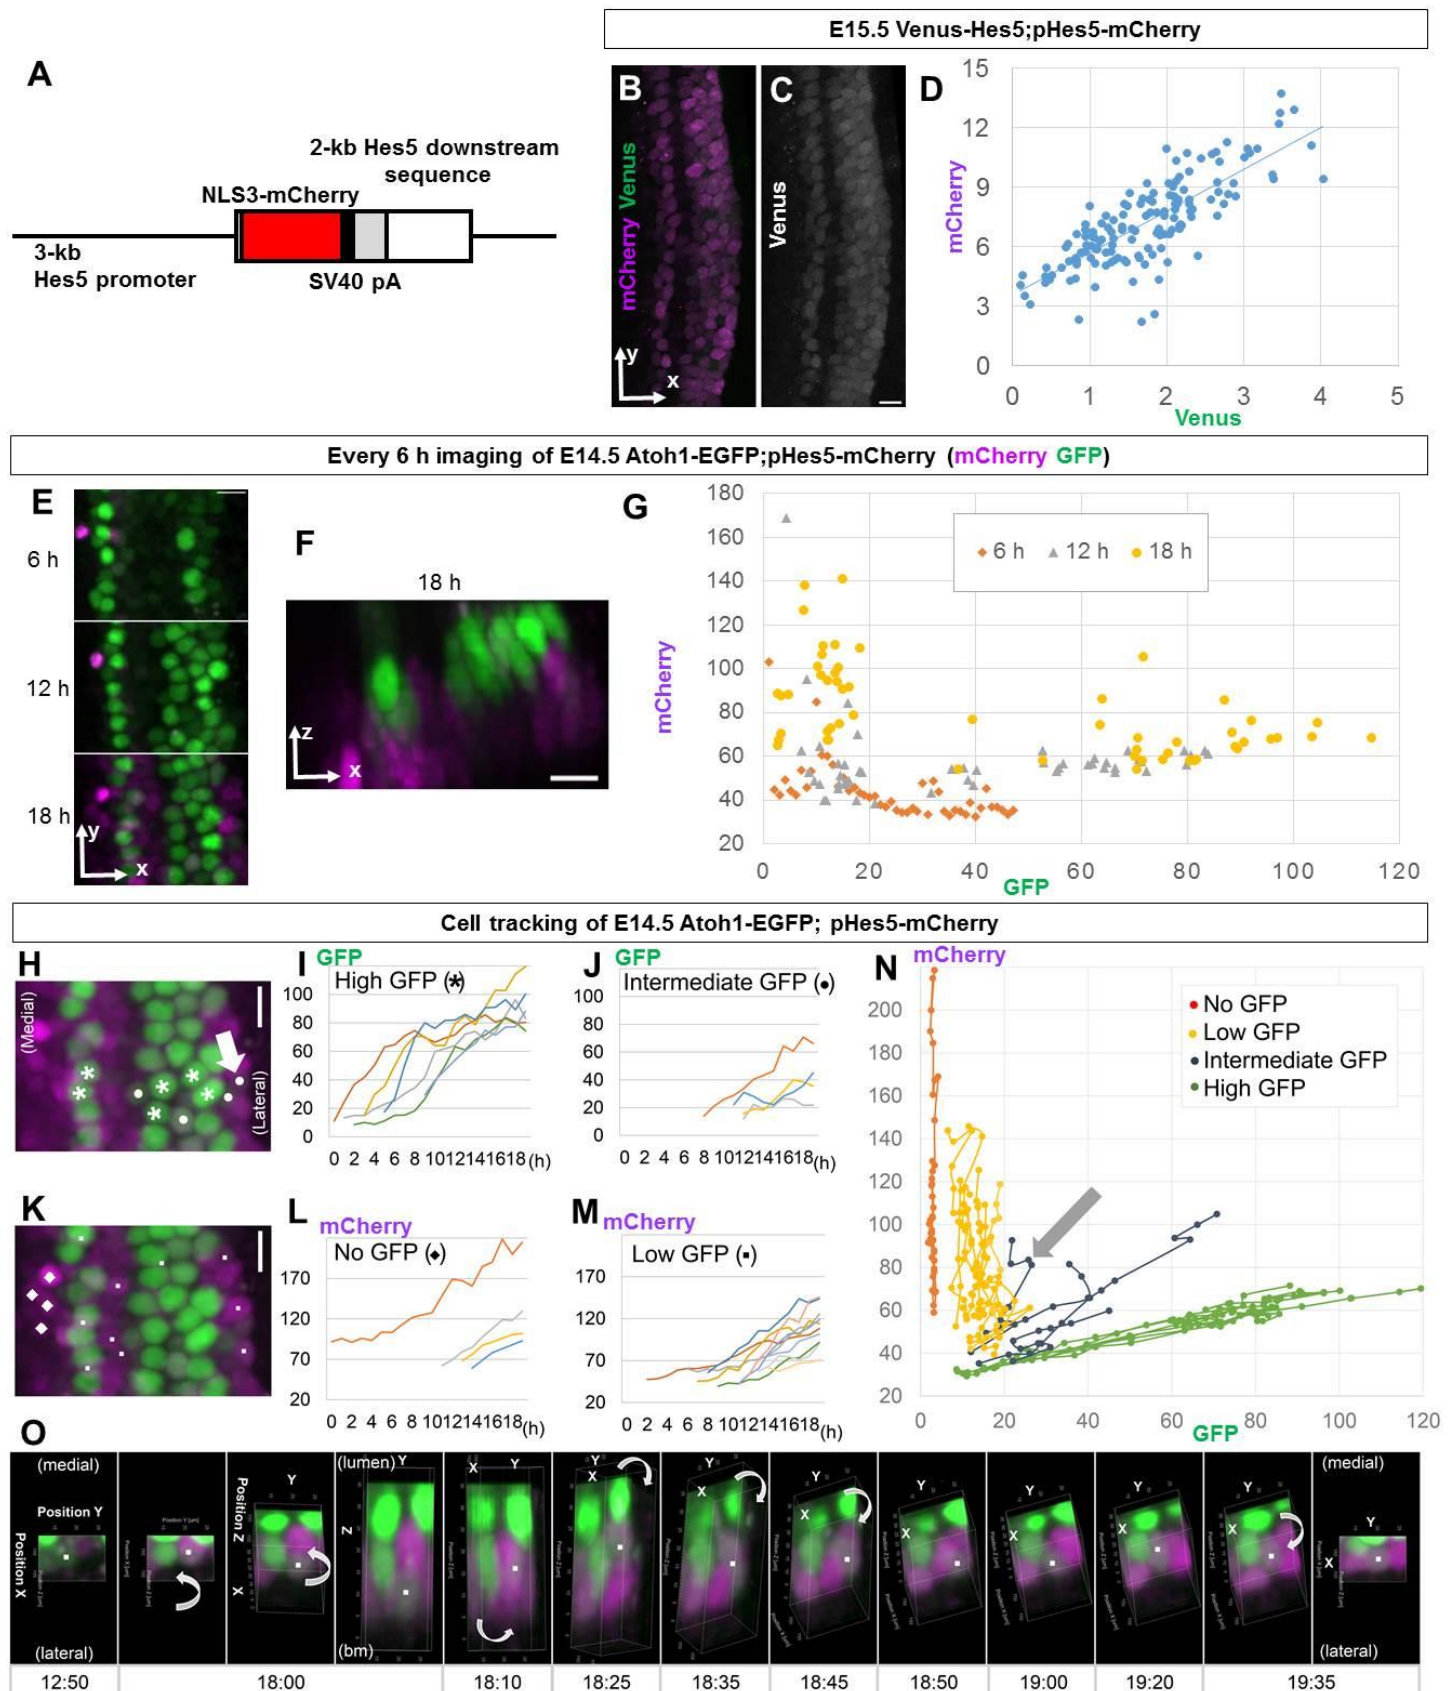 E15.5 Venus-Hes5;pHes5-mCherry
A
2-kb Hes5 downstream
sequence
NLS3-mCherry
3-kb
Hes5 promoter
SV40 pA
B
mCherry Venus
y
x
C
Venus
D
15
12
9
6
3
0
mCherry
0 1 2 3 4 5
Venus
Every 6 h imaging of E14.5 Atoh1-EGFP;pHes5-mCherry (mCherry GFP)
E
6 h
12 h
18 h
y
x
F
18 h
z
x
G
180
160
140
120
100
80
60
40
20
mCherry
6 h 12 h 18 h
0 20 40 60 80 100 120
GFP
Cell tracking of E14.5 Atoh1-EGFP; pHes5-mCherry
H
(Medial)
(Lateral)
I
GFP
High GFP (*)
100
80
60
40
20
0
0 2 4 6 8 1012141618(h)
J
GFP
Intermediate GFP (●)
100
80
60
40
20
0
0 2 4 6 8 1012141618(h)
K
L
mCherry
No GFP (◆)
170
120
70
20
0 2 4 6 8 1012141618(h)
M
mCherry
Low GFP (▪)
170
120
70
20
0 2 4 6 8 1012141618(h)
N
mCherry
No GFP
Low GFP
Intermediate GFP
High GFP
200
180
160
140
120
100
80
60
40
20
0 20 40 60 80 100 120
GFP
O
(medial)
Position Y
Position X
(lateral)
Position Y [µm]
Position Z
Y
X
(lumen) Y
Z
(bm)
X Y
Y
X
Y
X
Y
X
Y
X
Y
X
Y
X
Y
X
(medial)
Y
X
(lateral)
12:50 18:00 18:10 18:25 18:35 18:45 18:50 19:00 19:20 19:35